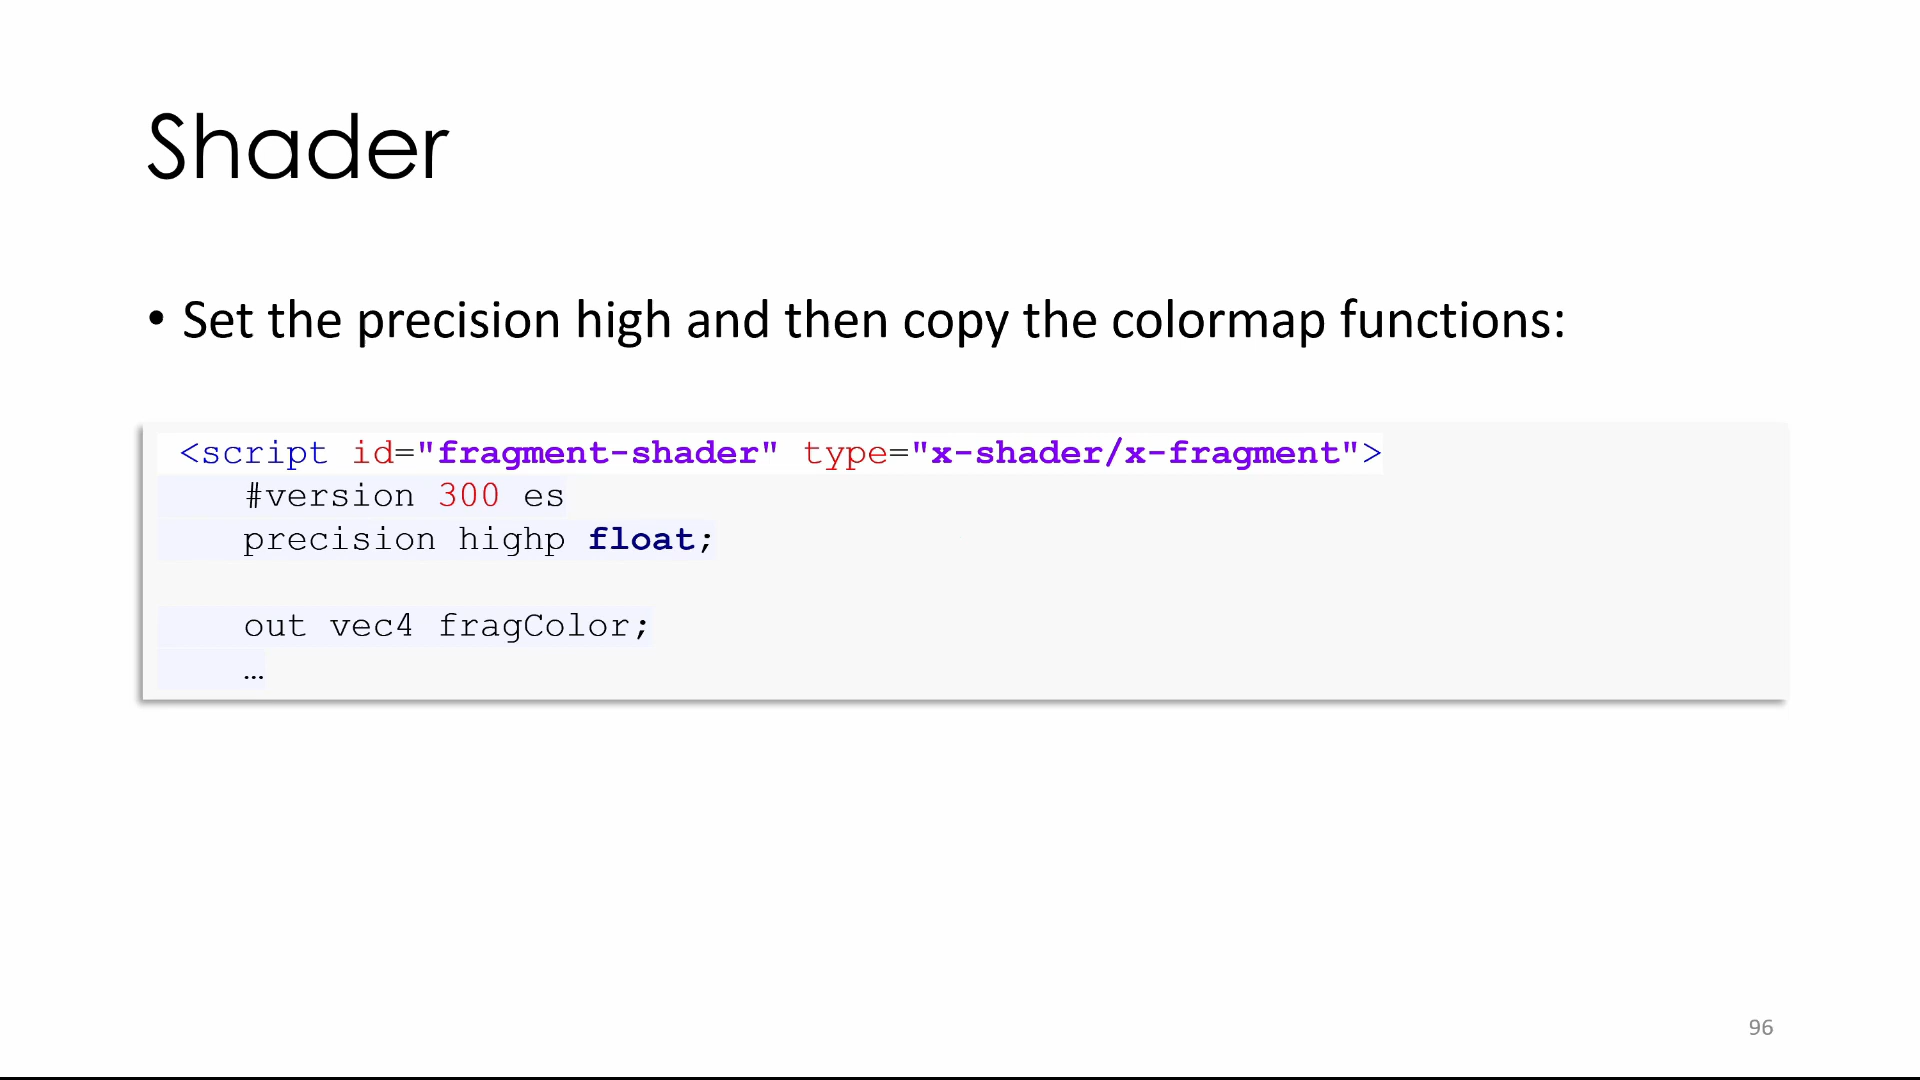 Shader
• Set the precision high and then copy the colormap functions:
<script id="fragment-shader" type="x-shader/x-fragment">
#version 300 es
precision highp float;
out vec4 fragColor;
…
96